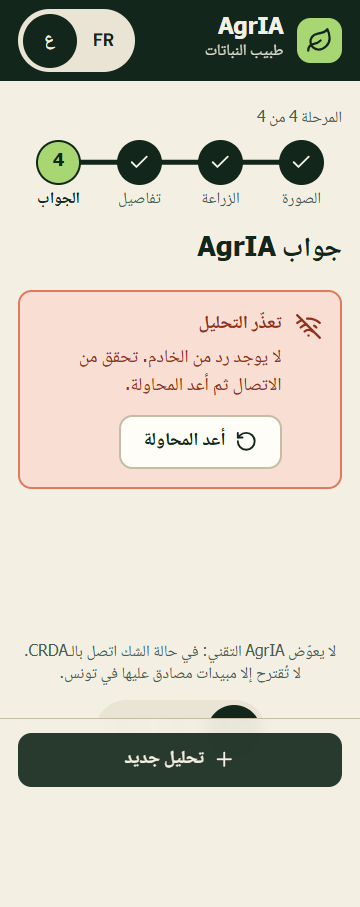 AgrIA
طبيب النباتات
FR
ع
المرحلة 4 من 4
4
الصورة
الزراعة
تفاصيل
الجواب
جواب AgrIA
تعذّر التحليل
لا يوجد رد من الخادم. تحقق من
الاتصال ثم أعد المحاولة.
أعد المحاولة
لا يعوّض AgrIA التقني: في حالة الشك اتصل بالـCRDA.
لا تُقترح إلا مبيدات مصادق عليها في تونس.
تحليل جديد